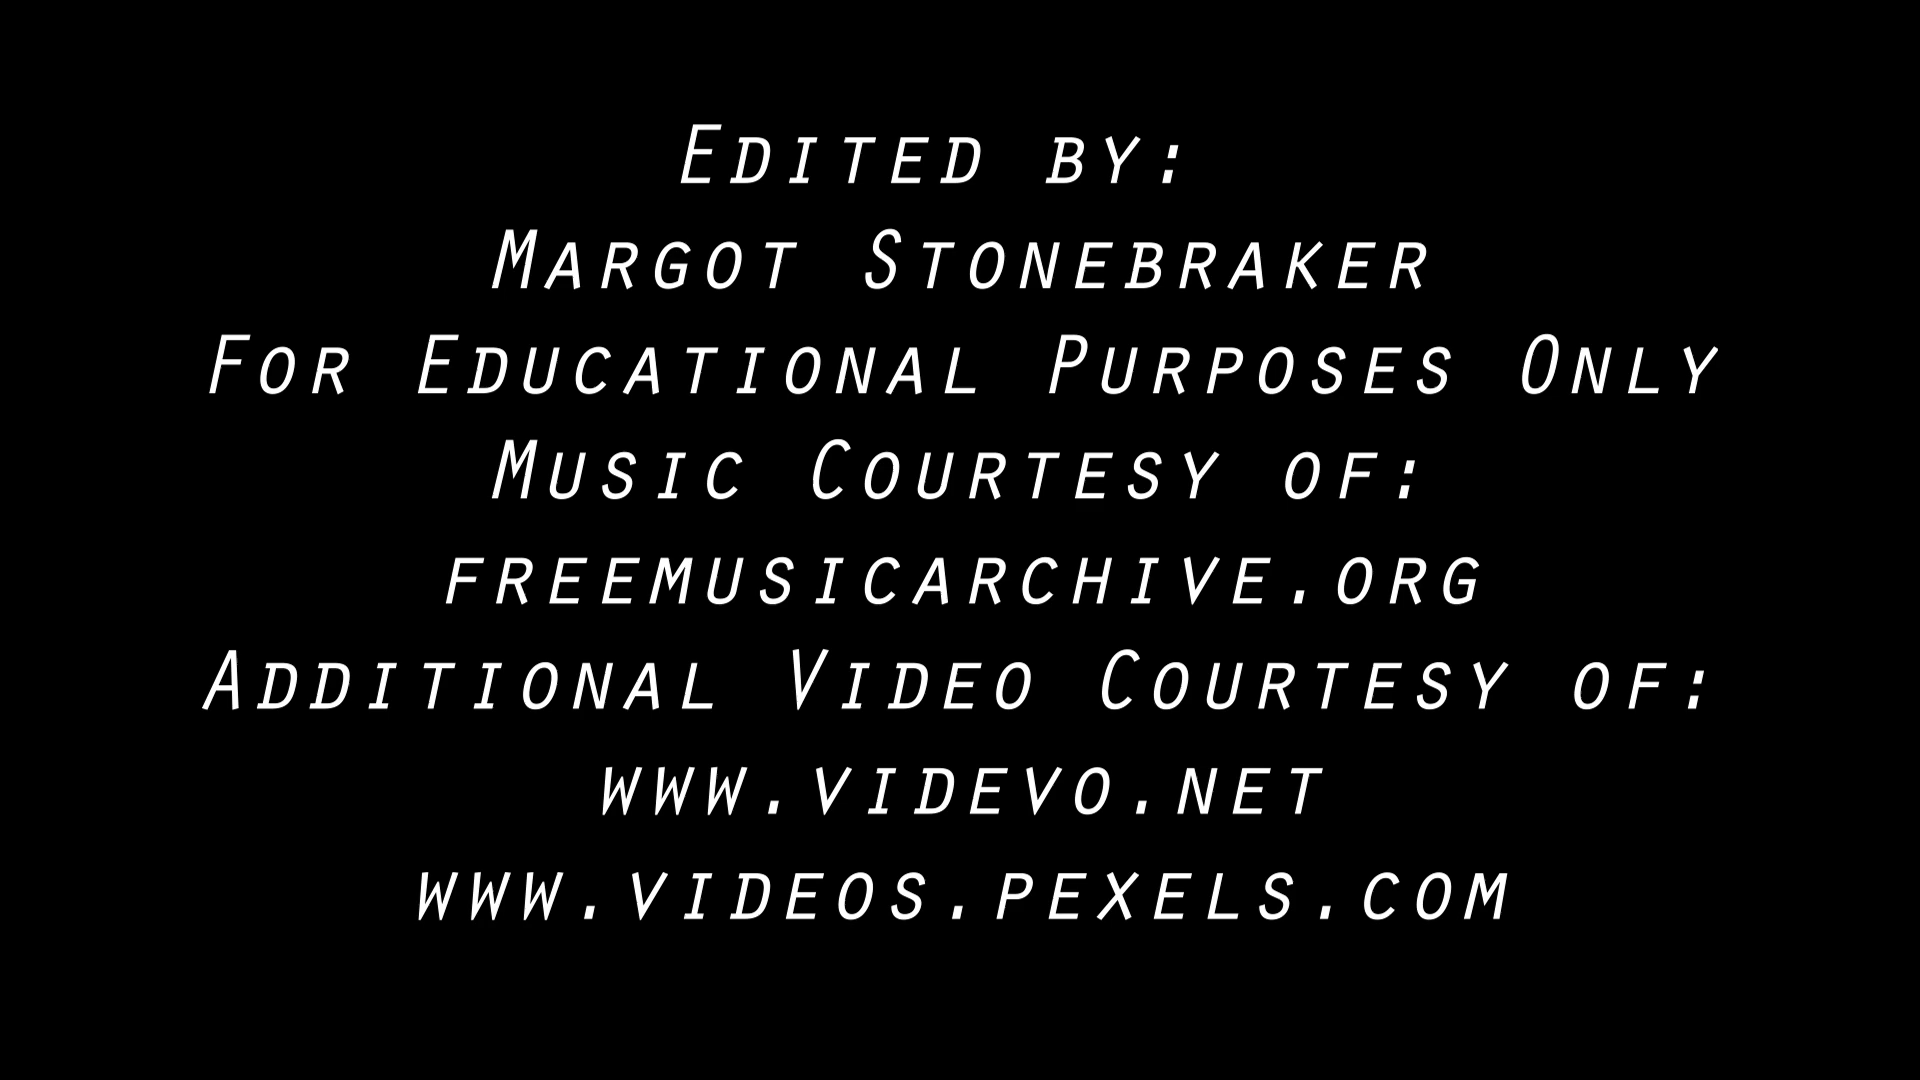 Edited by:
Margot Stonebraker
For Educational Purposes Only
Music Courtesy of:
freemusicarchive.org
Additional Video Courtesy of:
www.videvo.net
www.videos.pexels.com